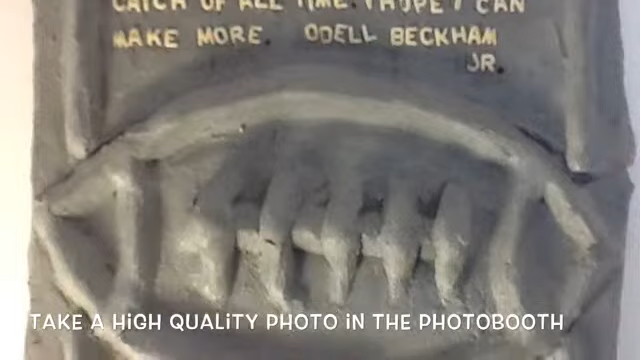 CATCH OF ALL TIME. I HOPE I CAN
MAKE MORE. ODELL BECKHAM
JR.
TAKE A HIGH QUALITY PHOTO IN THE PHOTOBOOTH